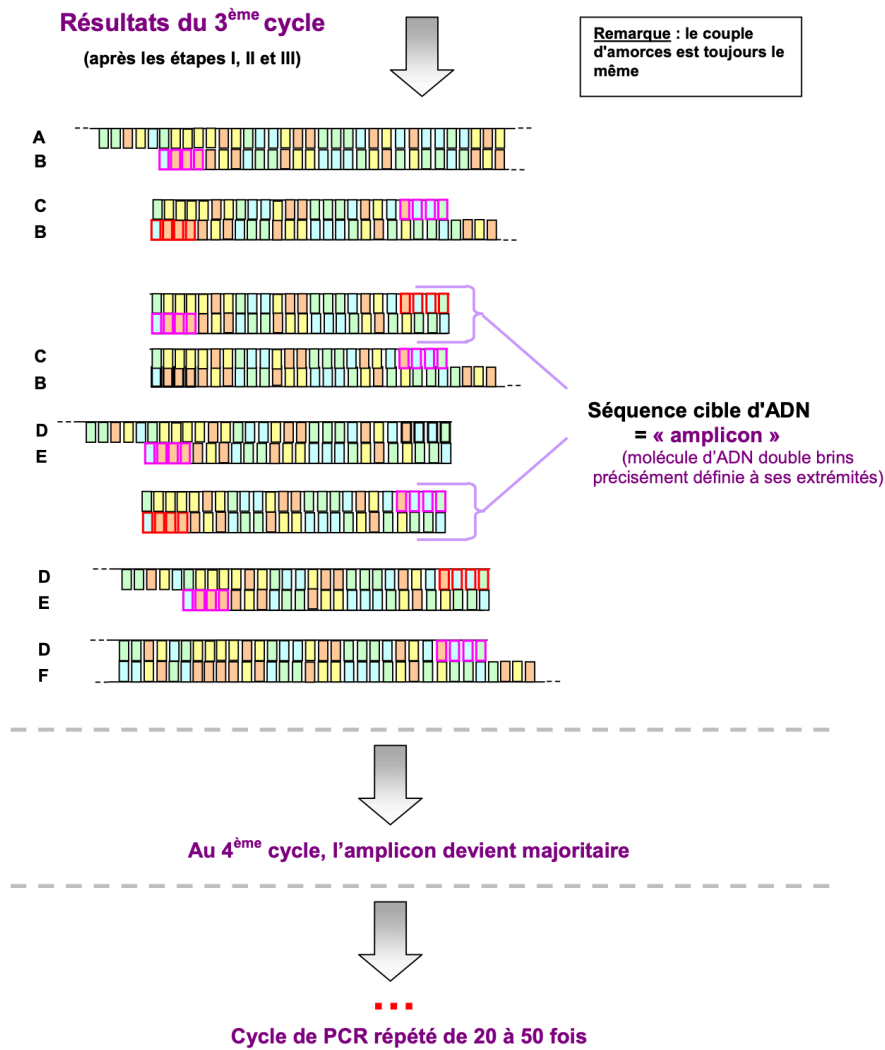 Résultats du 3ème cycle
(après les étapes I, II et III)
Remarque : le couple
d'amorces est toujours le
même
A
B
C
B
C
B
D
E
Séquence cible d'ADN
= « amplicon »
(molécule d'ADN double brins
précisément définie à ses extrémités)
D
E
D
F
Au 4ème cycle, l'amplicon devient majoritaire
...
Cycle de PCR répété de 20 à 50 fois